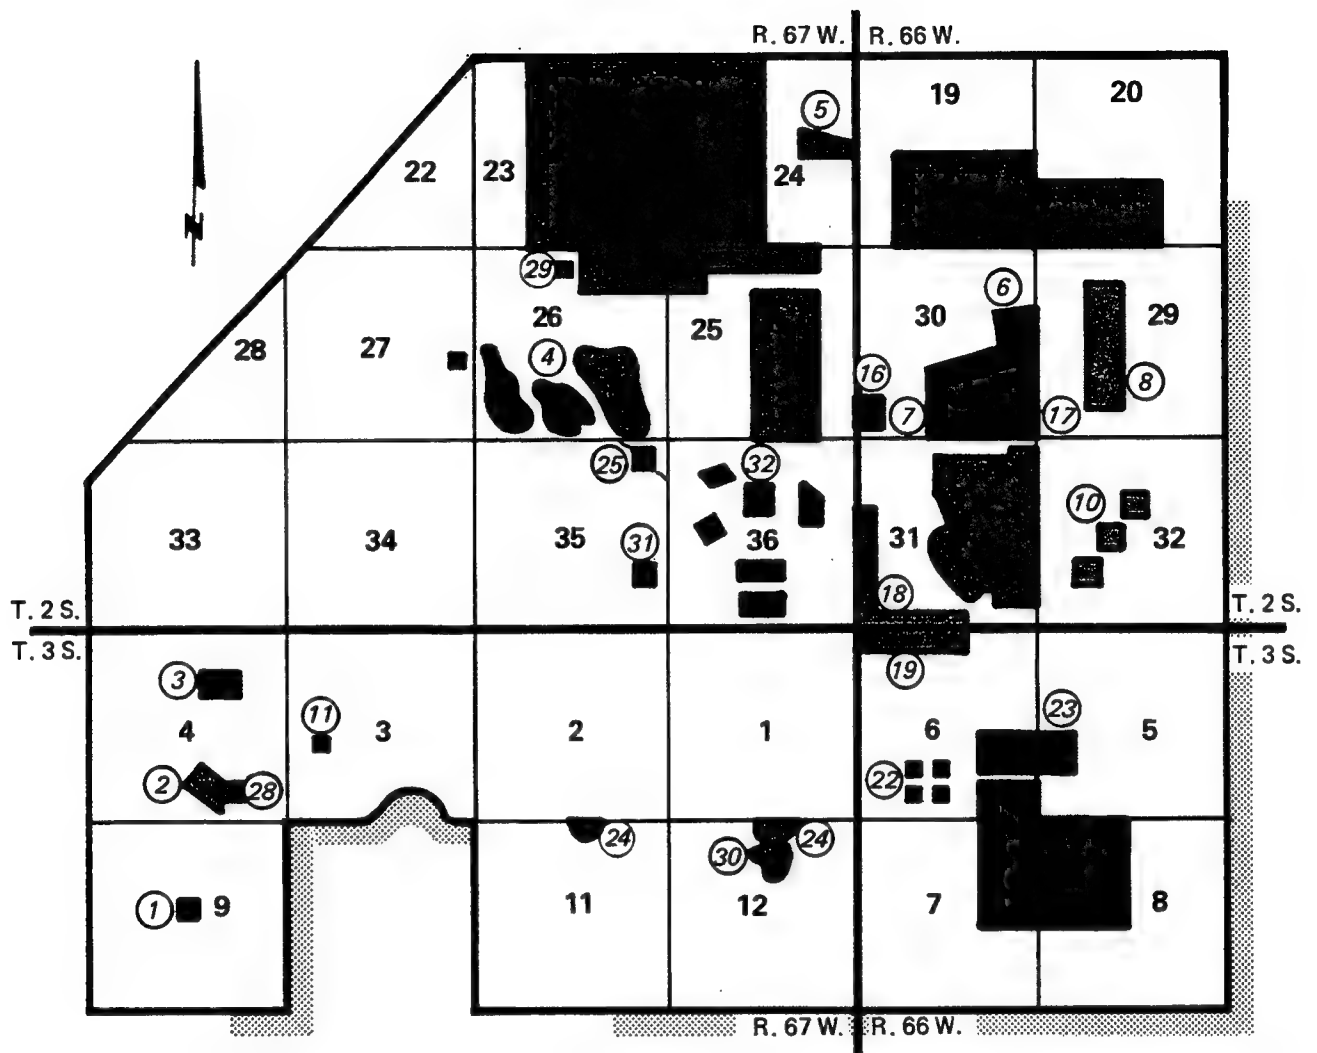 R. 67 W. R. 66 W.
19 20
5
22 23 24
29
6
26 25 30 29
28 27 4
16 8
7 17
25 32
10
33 34 35 31 36 31 32
18
T. 2 S. T. 2 S.
T. 3 S. T. 3 S.
3 19
11 23
4 3 2 1 6 5
2 28 22
24 24
30
1 9 11 12 7 8
R. 67 W. R. 66 W.
N